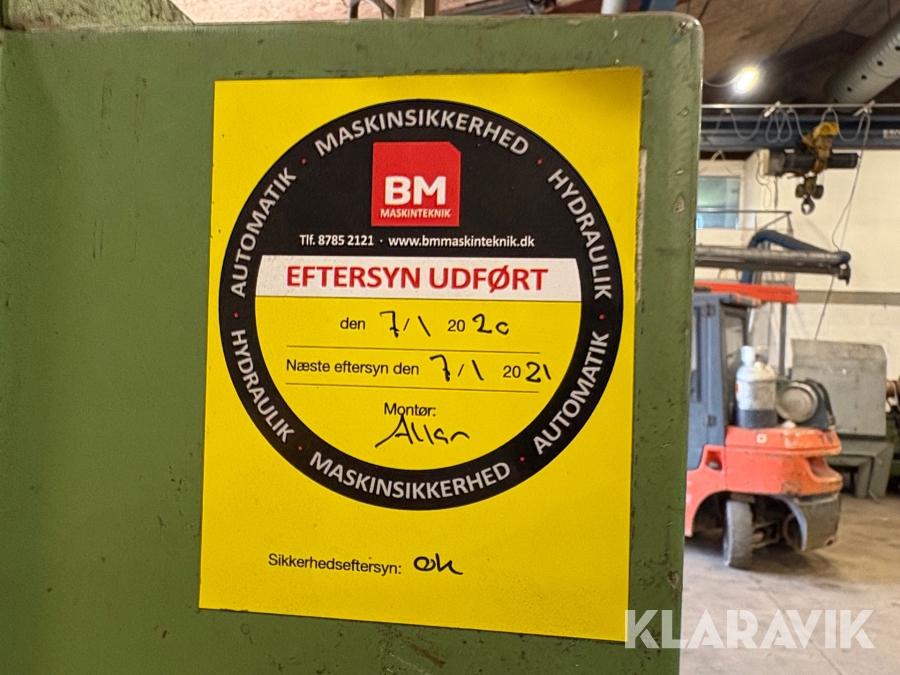 MASKINSIKKERHED · HYDRAULIK · AUTOMATIK · MASKINSIKKERHED · HYDRAULIK · AUTOMATIK ·
BM
MASKINTEKNIK
Tlf. 8785 2121 · www.bmmaskinteknik.dk
EFTERSYN UDFØRT
den 7/1 2020
Næste eftersyn den 7/1 2021
Montør:
Allan
Sikkerhedseftersyn: ok
KLARAVIK